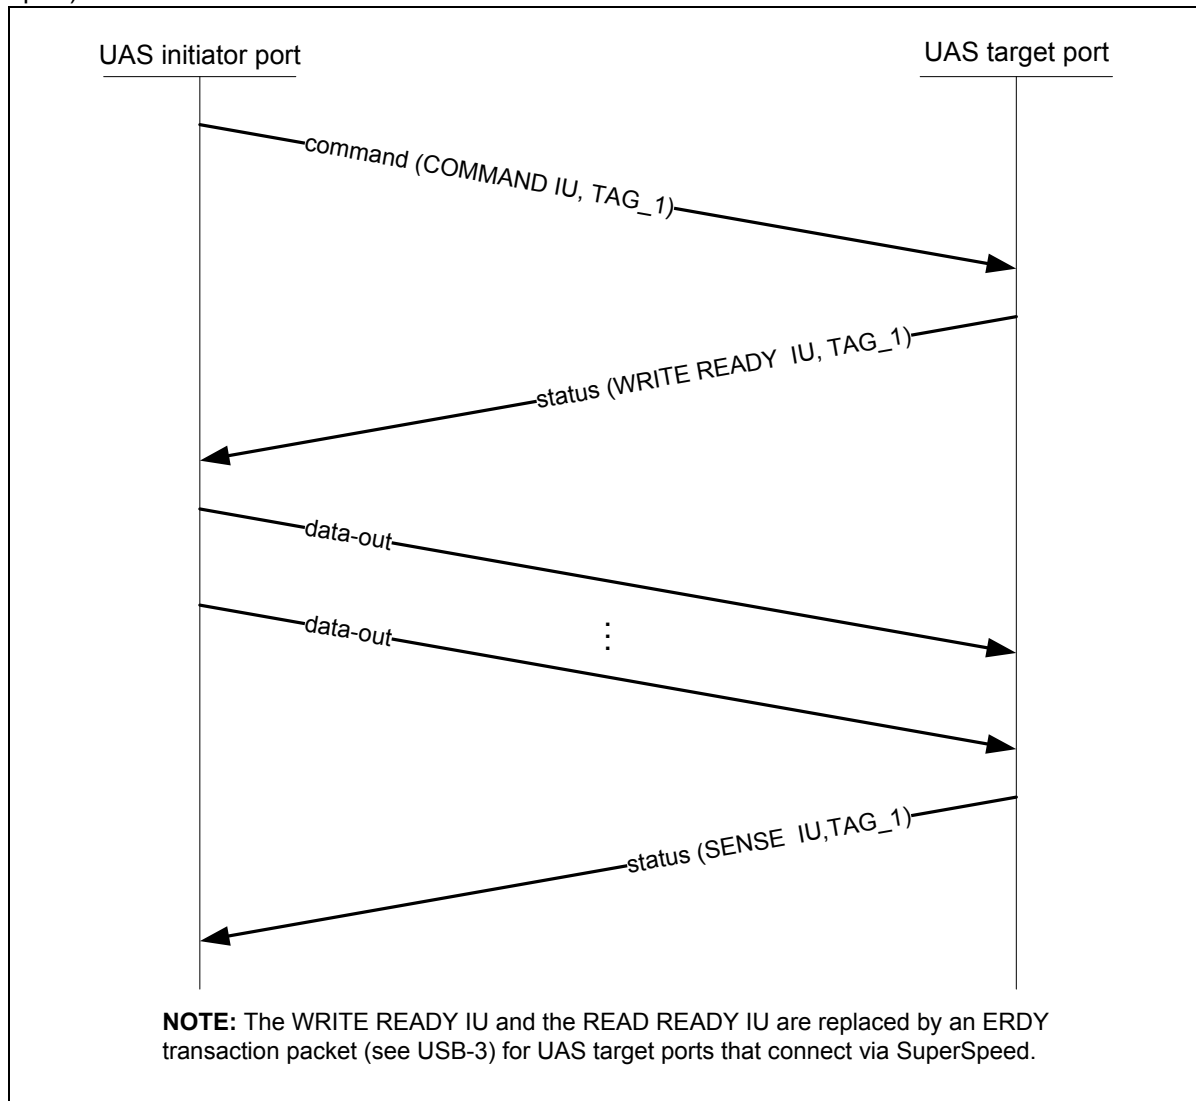 UAS initiator port
UAS target port
command (COMMAND IU, TAG_1)
status (WRITE READY  IU, TAG_1)
data-out
data-out
⋮
status (SENSE  IU,TAG_1)
NOTE: The WRITE READY IU and the READ READY IU are replaced by an ERDY
transaction packet (see USB-3) for UAS target ports that connect via SuperSpeed.